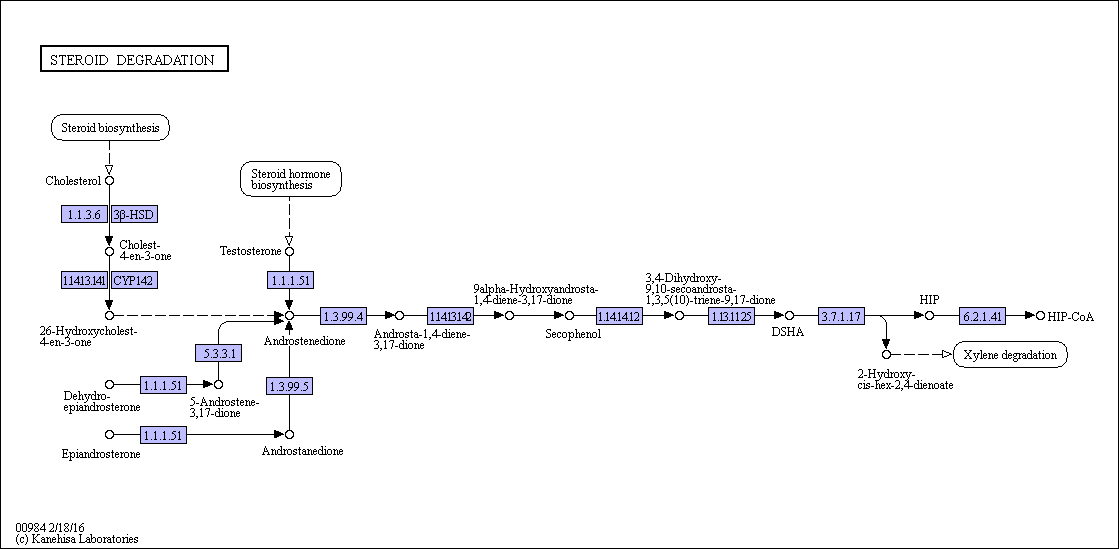 STEROID DEGRADATION
Steroid biosynthesis
Cholesterol
1.1.3.6
3β-HSD
Cholest-
4-en-3-one
1.14.13.141
CYP142
26-Hydroxycholest-
4-en-3-one
Steroid hormone
biosynthesis
Testosterone
1.1.1.51
Androstenedione
1.3.99.4
Androsta-1,4-diene-
3,17-dione
1.14.13.142
9alpha-Hydroxyandrosta-
1,4-diene-3,17-dione
Secophenol
1.14.14.12
3,4-Dihydroxy-
9,10-secoandrosta-
1,3,5(10)-triene-9,17-dione
1.13.11.25
DSHA
3.7.1.17
HIP
6.2.1.41
HIP-CoA
2-Hydroxy-
cis-hex-2,4-dienoate
Xylene degradation
5.3.3.1
Dehydro-
epiandrosterone
1.1.1.51
5-Androstene-
3,17-dione
1.3.99.5
Epiandrosterone
1.1.1.51
Androstanedione
00984 2/18/16
(c) Kanehisa Laboratories